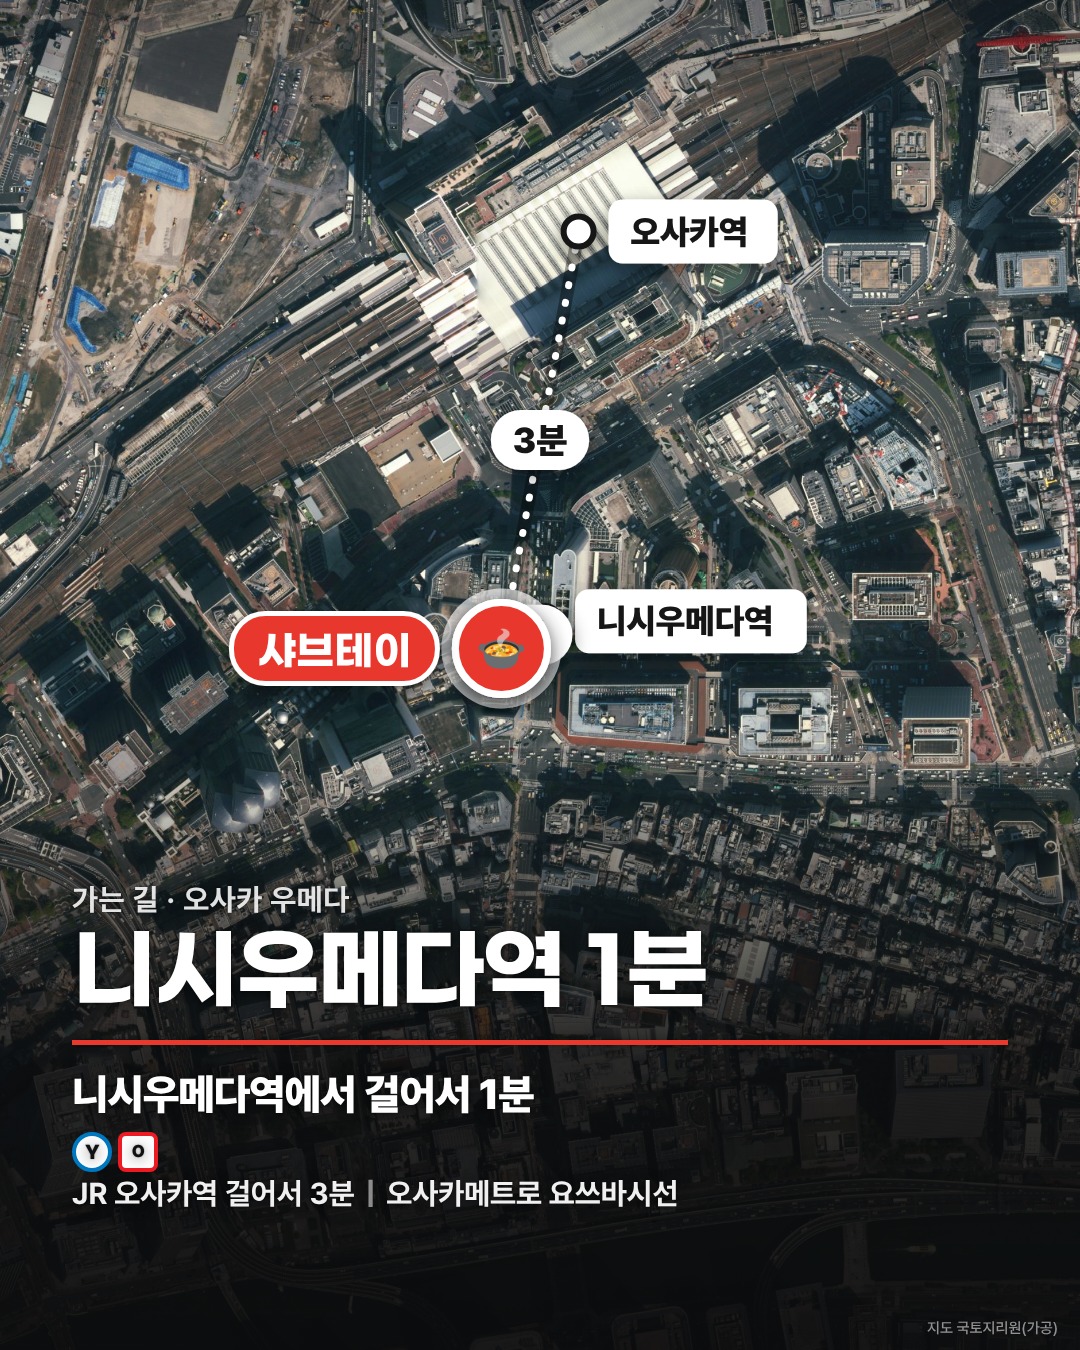 오사카역
3분
샤브테이
니시우메다역
가는 길 · 오사카 우메다
니시우메다역 1분
니시우메다역에서 걸어서 1분
Y O
JR 오사카역 걸어서 3분 | 오사카메트로 요쓰바시선
지도 국토지리원(가공)